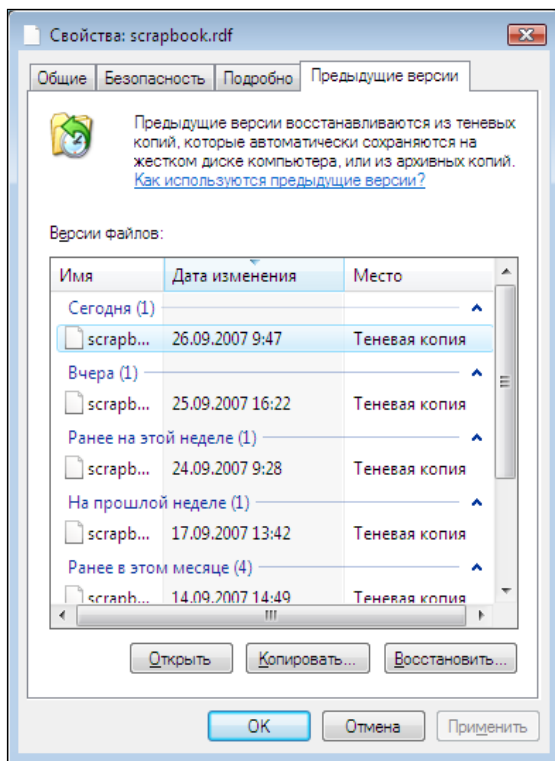 Свойства: scrapbook.rdf
Общие Безопасность Подробно Предыдущие версии
Предыдущие версии восстанавливаются из теневых
копий, которые автоматически сохраняются на
жестком диске компьютера, или из архивных копий.
Как используются предыдущие версии?
Версии файлов:
Имя Дата изменения Место
Сегодня (1)
scrapb... 26.09.2007 9:47 Теневая копия
Вчера (1)
scrapb... 25.09.2007 16:22 Теневая копия
Ранее на этой неделе (1)
scrapb... 24.09.2007 9:28 Теневая копия
На прошлой неделе (1)
scrapb... 17.09.2007 13:42 Теневая копия
Ранее в этом месяце (4)
scrapb... 14.09.2007 14:49 Теневая копия
Открыть Копировать... Восстановить...
OK Отмена Применить